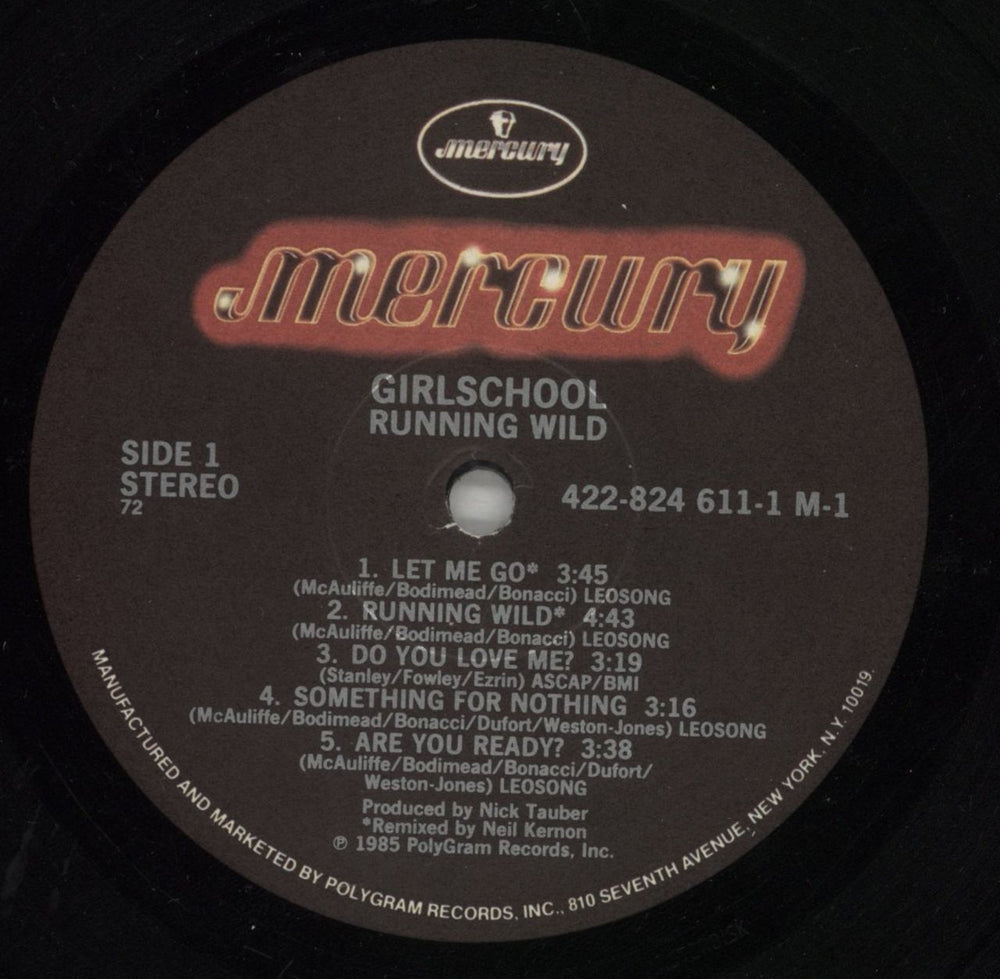 mercury
mercury
GIRLSCHOOL
RUNNING WILD
SIDE 1
STEREO
72
422-824 611-1 M-1
1. LET ME GO* 3:45
(McAuliffe/Bodimead/Bonacci) LEOSONG
2. RUNNING WILD* 4:43
(McAuliffe/Bodimead/Bonacci) LEOSONG
3. DO YOU LOVE ME? 3:19
(Stanley/Fowley/Ezrin) ASCAP/BMI
4. SOMETHING FOR NOTHING 3:16
(McAuliffe/Bodimead/Bonacci/Dufort/Weston-Jones) LEOSONG
5. ARE YOU READY? 3:38
(McAuliffe/Bodimead/Bonacci/Dufort/
Weston-Jones) LEOSONG
Produced by Nick Tauber
*Remixed by Neil Kernon
℗ 1985 PolyGram Records, Inc.
MANUFACTURED AND MARKETED BY POLYGRAM RECORDS, INC., 810 SEVENTH AVENUE, NEW YORK, N.Y. 10019.